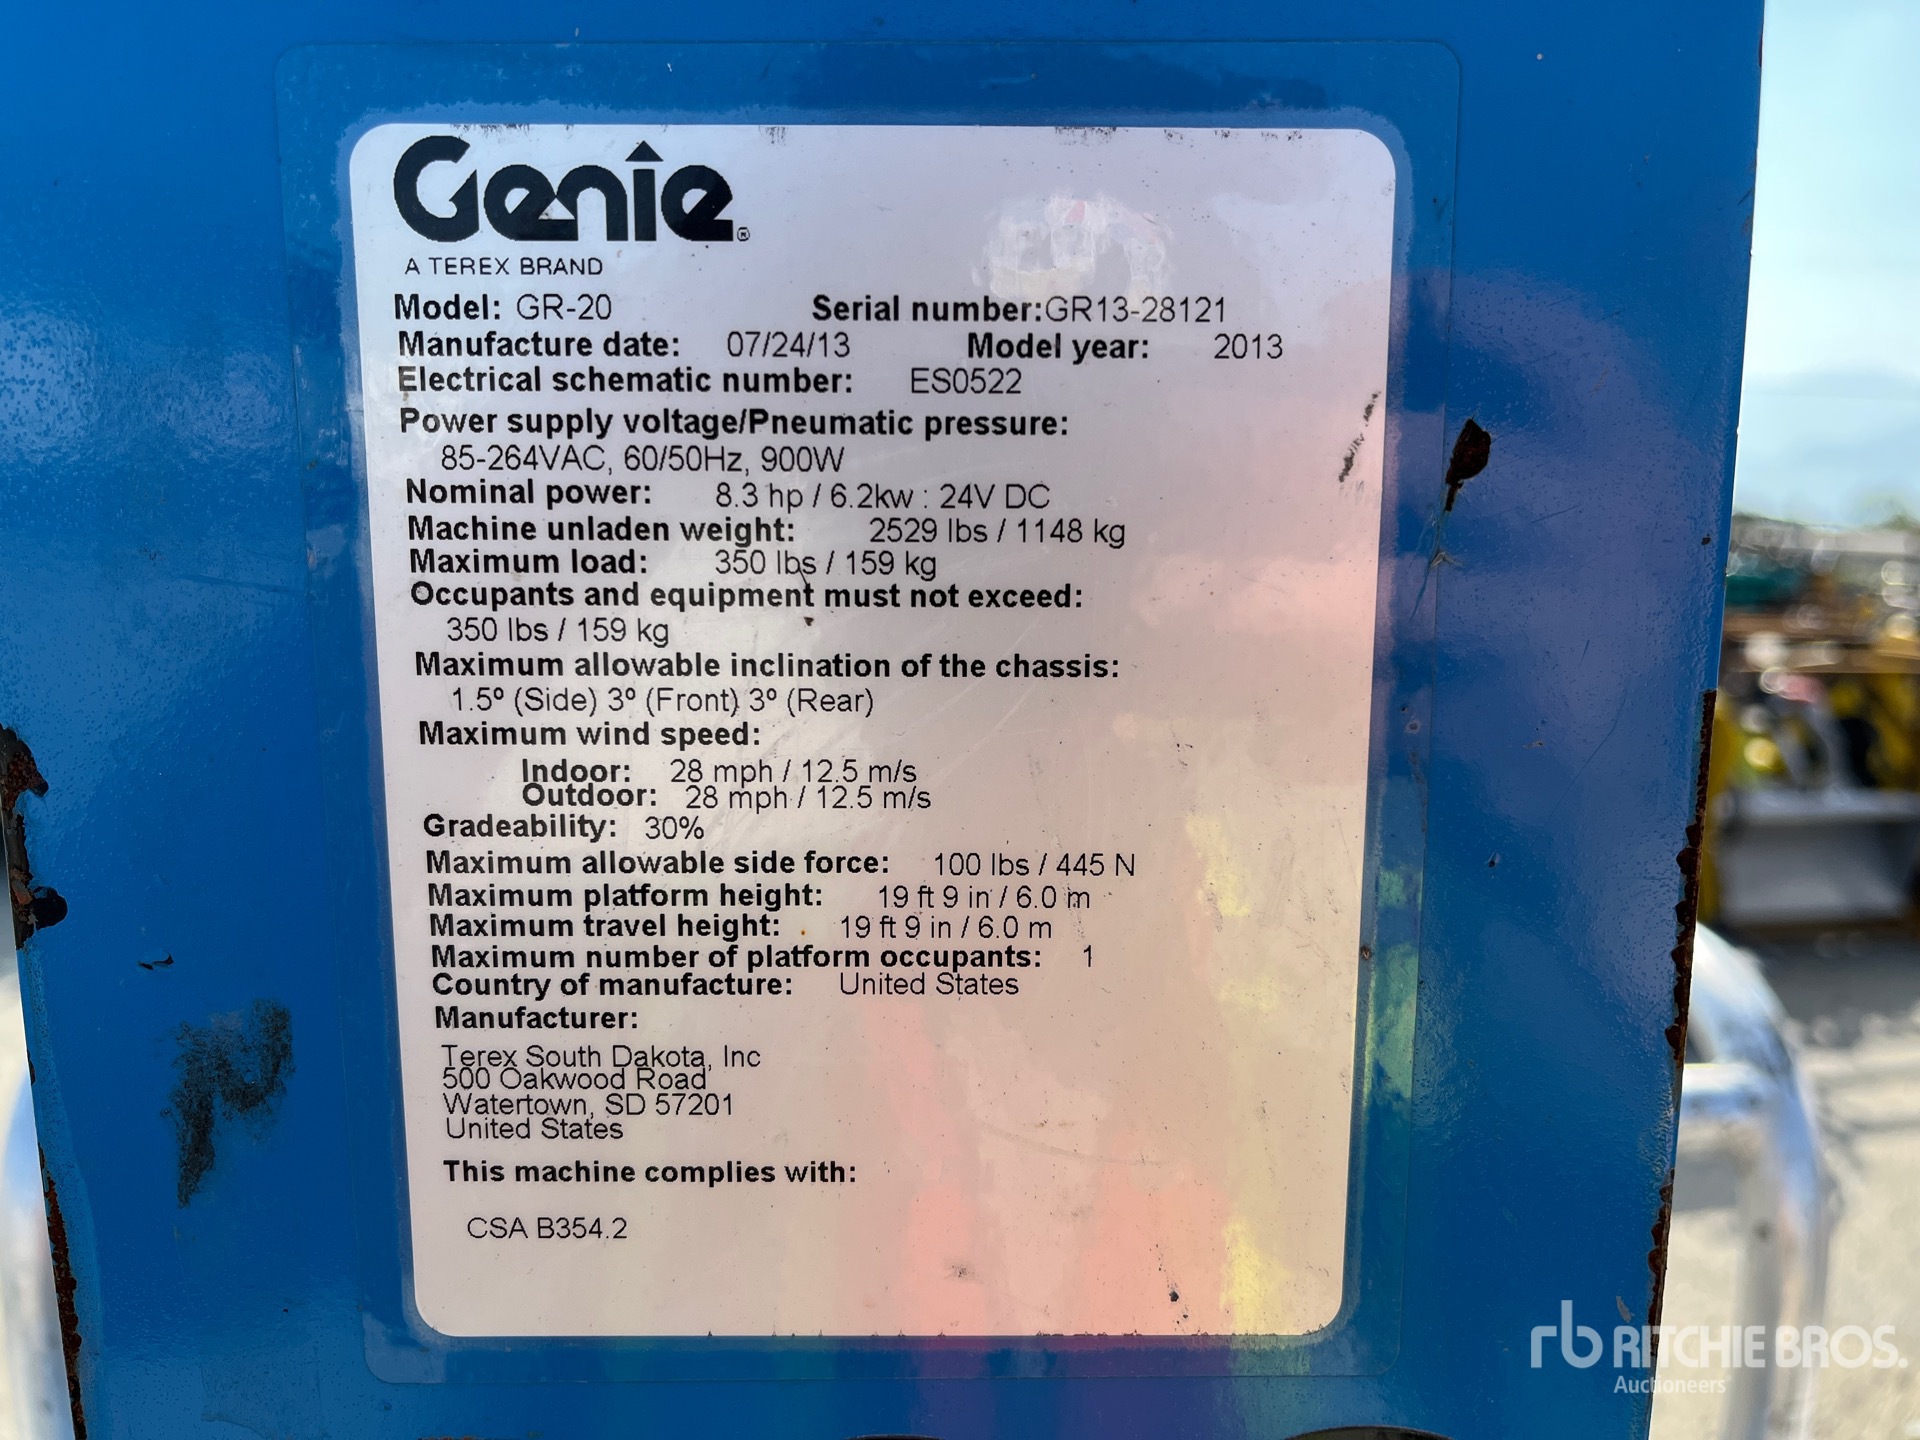 Genie®
A TEREX BRAND
Model: GR-20 Serial number:GR13-28121
Manufacture date: 07/24/13 Model year: 2013
Electrical schematic number: ES0522
Power supply voltage/Pneumatic pressure:
85-264VAC, 60/50Hz, 900W
Nominal power: 8.3 hp / 6.2kw : 24V DC
Machine unladen weight: 2529 lbs / 1148 kg
Maximum load: 350 lbs / 159 kg
Occupants and equipment must not exceed:
350 lbs / 159 kg
Maximum allowable inclination of the chassis:
1.5º (Side) 3º (Front) 3º (Rear)
Maximum wind speed:
Indoor: 28 mph / 12.5 m/s
Outdoor: 28 mph / 12.5 m/s
Gradeability: 30%
Maximum allowable side force: 100 lbs / 445 N
Maximum platform height: 19 ft 9 in / 6.0 m
Maximum travel height: 19 ft 9 in / 6.0 m
Maximum number of platform occupants: 1
Country of manufacture: United States
Manufacturer:
Terex South Dakota, Inc
500 Oakwood Road
Watertown, SD 57201
United States
This machine complies with:
CSA B354.2
rb RITCHIE BROS.
Auctioneers